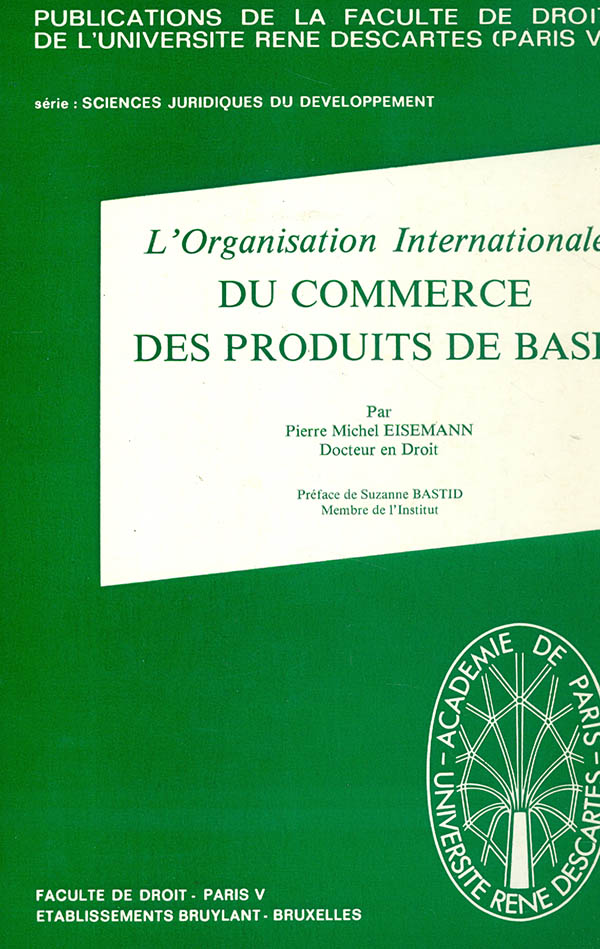 PUBLICATIONS DE LA FACULTE DE DROIT
DE L'UNIVERSITE RENE DESCARTES (PARIS V
série : SCIENCES JURIDIQUES DU DEVELOPPEMENT
L'Organisation Internationale
DU COMMERCE
DES PRODUITS DE BASE
Par
Pierre Michel EISEMANN
Docteur en Droit
Préface de Suzanne BASTID
Membre de l'Institut
ACADEMIE DE PARIS -
UNIVERSITE RENE DESCARTES -
FACULTE DE DROIT - PARIS V
ETABLISSEMENTS BRUYLANT - BRUXELLES